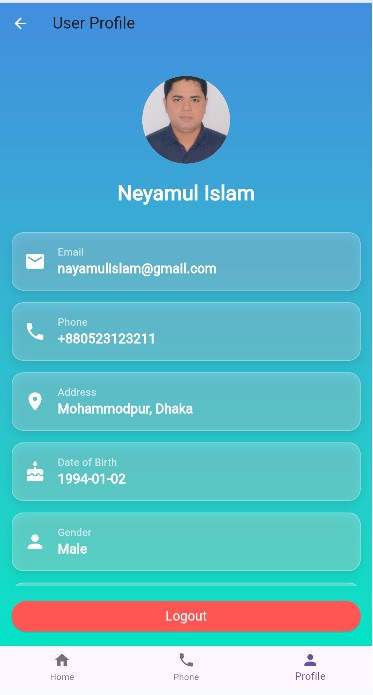 User Profile
Neyamul Islam
Email
nayamulislam@gmail.com
Phone
+880523123211
Address
Mohammodpur, Dhaka
Date of Birth
1994-01-02
Gender
Male
Logout
Home
Phone
Profile